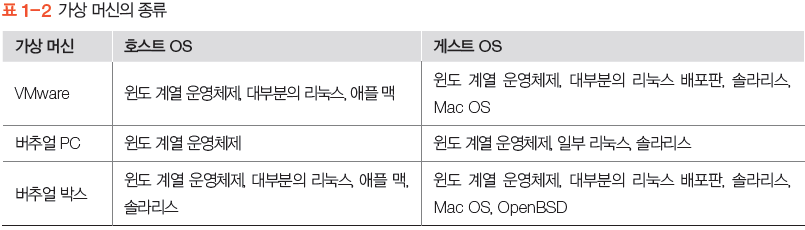 표 1-2 가상 머신의 종류
가상 머신 호스트 OS 게스트 OS
VMware 윈도 계열 운영체제, 대부분의 리눅스, 애플 맥 윈도 계열 운영체제, 대부분의 리눅스 배포판, 솔라리스,
Mac OS
버추얼 PC 윈도 계열 운영체제 윈도 계열 운영체제, 일부 리눅스, 솔라리스
버추얼 박스 윈도 계열 운영체제, 대부분의 리눅스, 애플 맥, 윈도 계열 운영체제, 대부분의 리눅스 배포판, 솔라리스,
솔라리스 Mac OS, OpenBSD